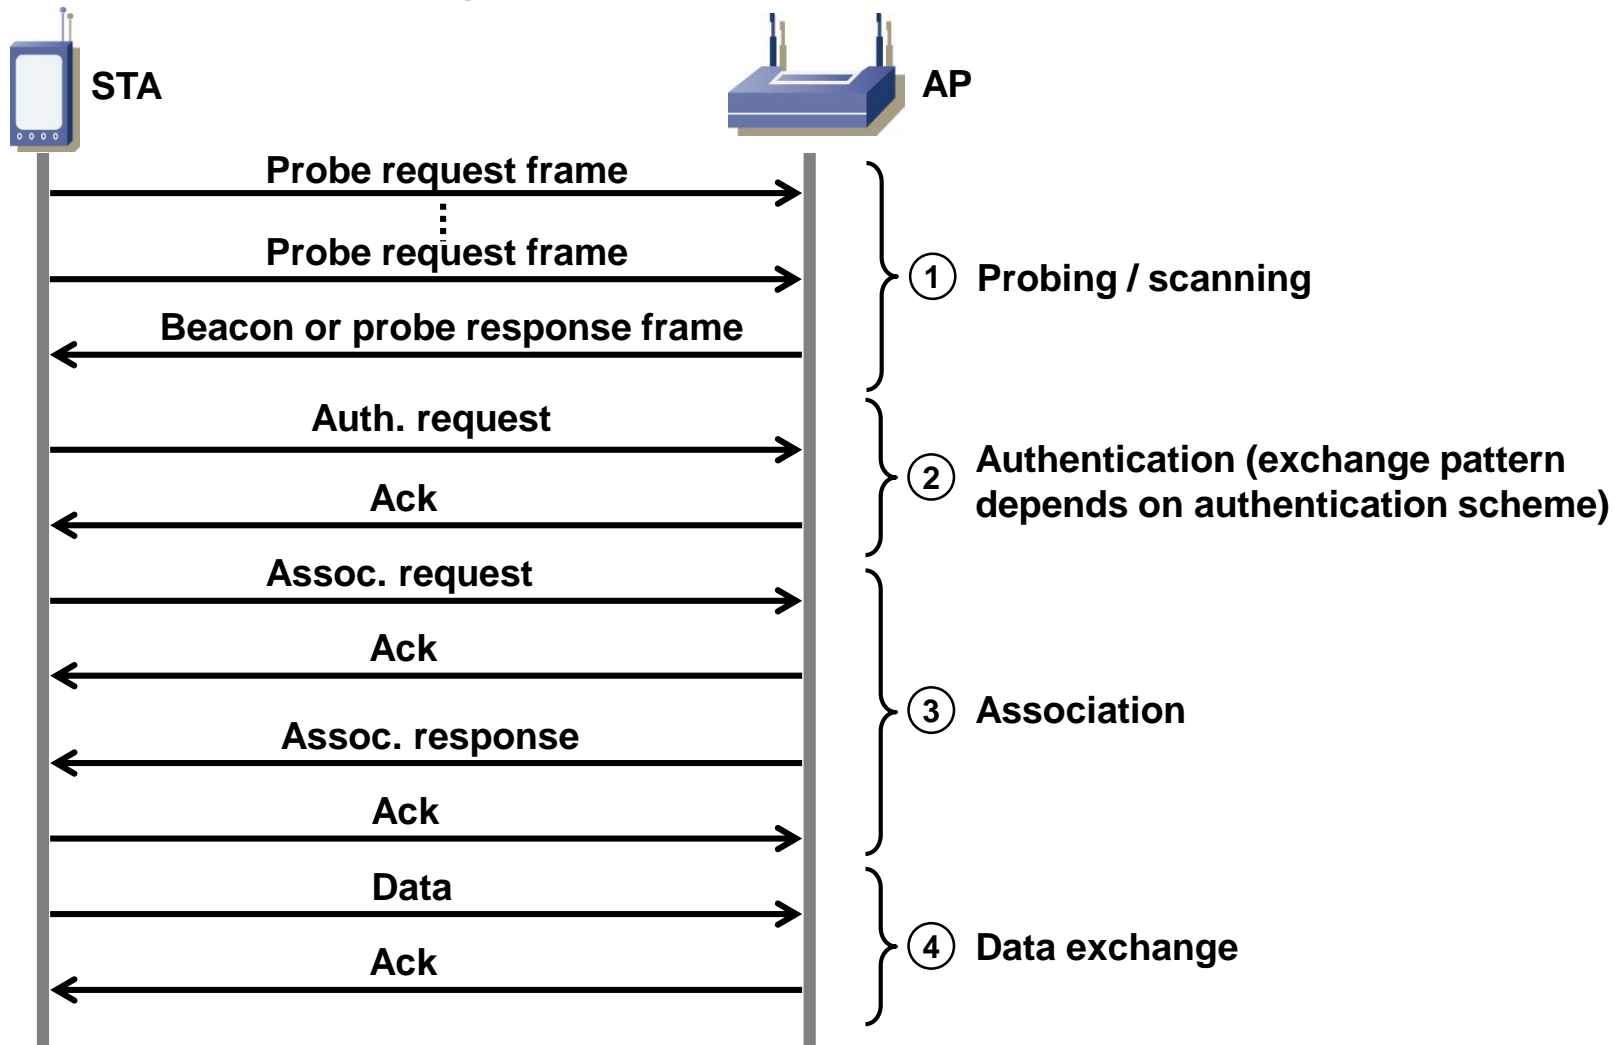 STA
AP
Probe request frame
Probe request frame
Beacon or probe response frame
1 Probing / scanning
Auth. request
Ack
2 Authentication (exchange pattern
depends on authentication scheme)
Assoc. request
Ack
Assoc. response
Ack
3 Association
Data
Ack
4 Data exchange